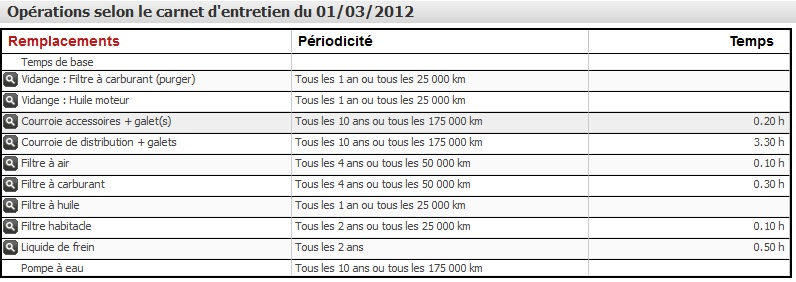 Opérations selon le carnet d'entretien du 01/03/2012
Remplacements Périodicité Temps
Temps de base
Vidange : Filtre à carburant (purger) Tous les 1 an ou tous les 25 000 km
Vidange : Huile moteur Tous les 1 an ou tous les 25 000 km
Courroie accessoires + galet(s) Tous les 10 ans ou tous les 175 000 km 0.20 h
Courroie de distribution + galets Tous les 10 ans ou tous les 175 000 km 3.30 h
Filtre à air Tous les 4 ans ou tous les 50 000 km 0.10 h
Filtre à carburant Tous les 4 ans ou tous les 50 000 km 0.30 h
Filtre à huile Tous les 1 an ou tous les 25 000 km
Filtre habitacle Tous les 2 ans ou tous les 25 000 km 0.10 h
Liquide de frein Tous les 2 ans 0.50 h
Pompe à eau Tous les 10 ans ou tous les 175 000 km